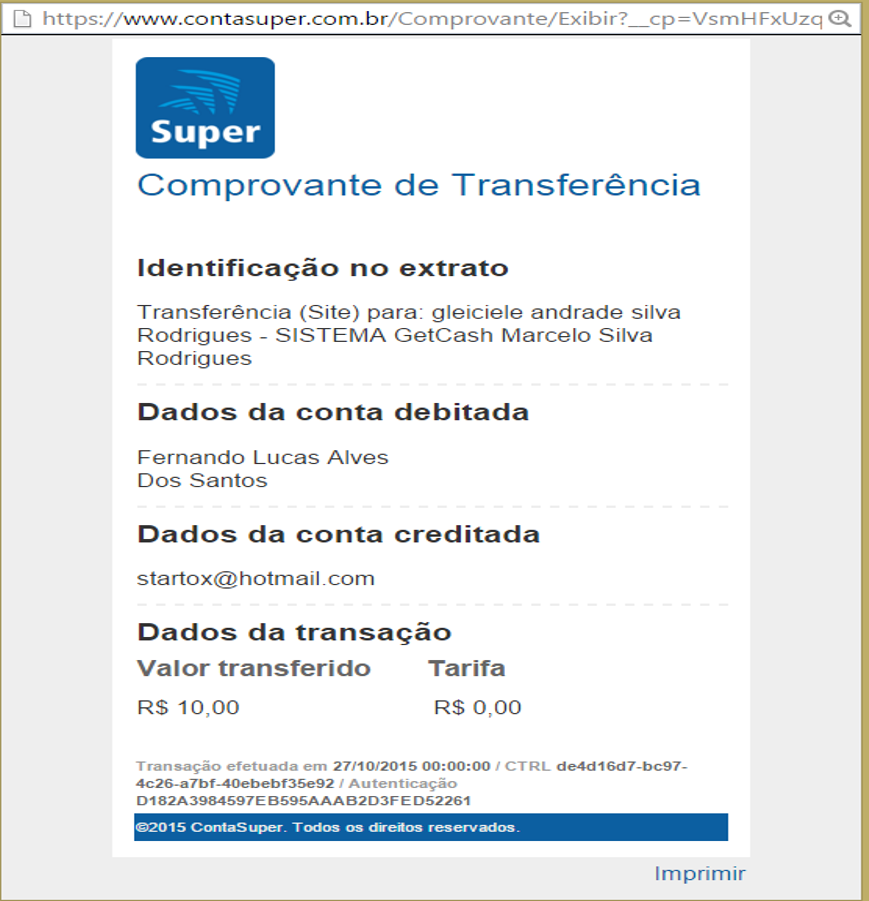 https://www.contasuper.com.br/Comprovante/Exibir?__cp=VsmHFxUzq
Super
Comprovante de Transferência
Identificação no extrato
Transferência (Site) para: gleiciele andrade silva
Rodrigues - SISTEMA GetCash Marcelo Silva
Rodrigues
Dados da conta debitada
Fernando Lucas Alves
Dos Santos
Dados da conta creditada
startox@hotmail.com
Dados da transação
Valor transferido Tarifa
R$ 10,00 R$ 0,00
Transação efetuada em 27/10/2015 00:00:00 / CTRL de4d16d7-bc97-
4c26-a7bf-40ebebf35e92 / Autenticação
D182A3984597EB595AAAB2D3FED52261
©2015 ContaSuper. Todos os direitos reservados.
Imprimir